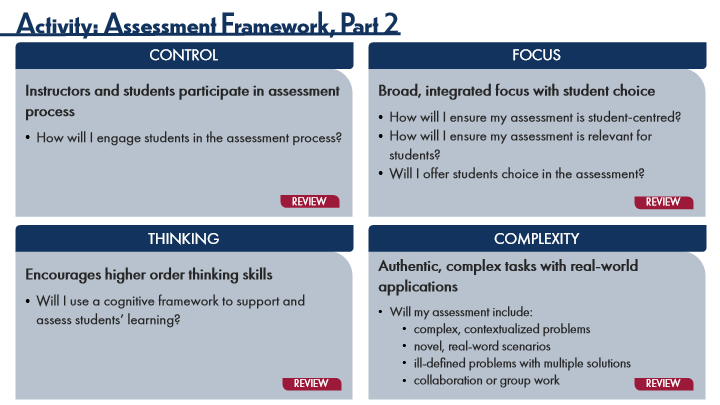 Activity: Assessment Framework, Part 2
CONTROL
Instructors and students participate in assessment
process
• How will I engage students in the assessment process?
REVIEW
FOCUS
Broad, integrated focus with student choice
• How will I ensure my assessment is student-centred?
• How will I ensure my assessment is relevant for
students?
• Will I offer students choice in the assessment?
REVIEW
THINKING
Encourages higher order thinking skills
• Will I use a cognitive framework to support and
assess students’ learning?
REVIEW
COMPLEXITY
Authentic, complex tasks with real-world
applications
• Will my assessment include:
• complex, contextualized problems
• novel, real-word scenarios
• ill-defined problems with multiple solutions
• collaboration or group work
REVIEW